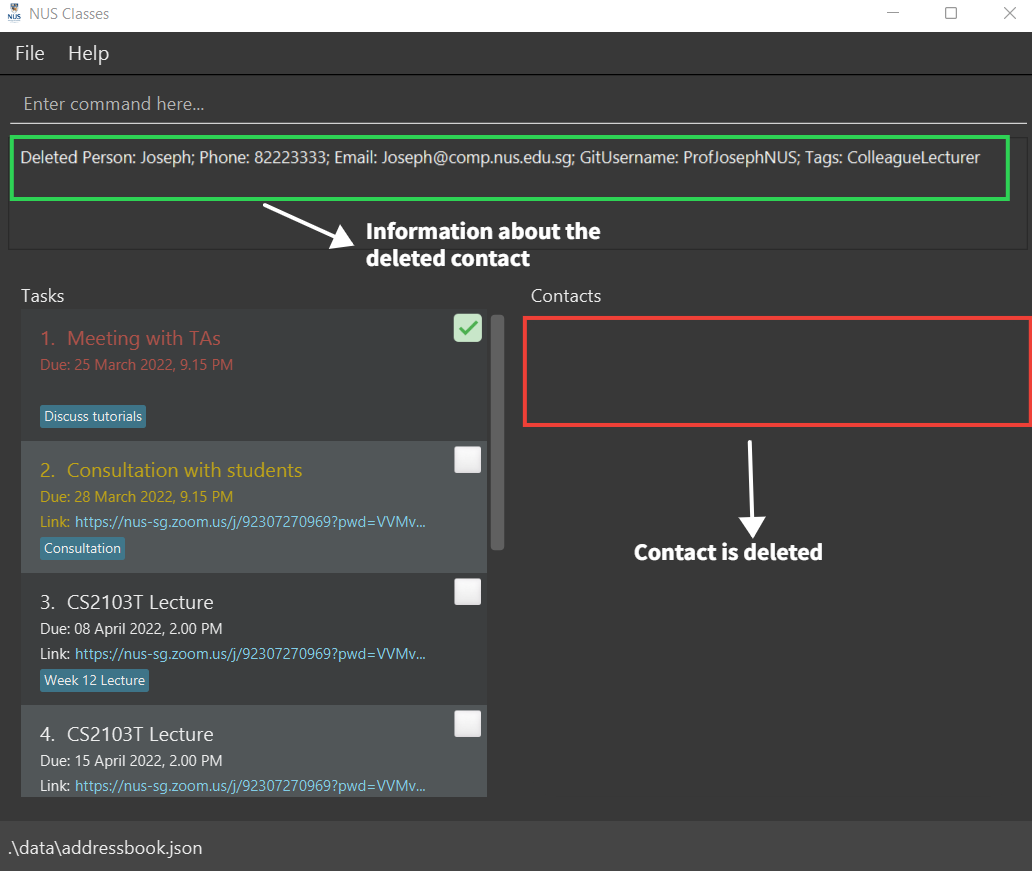 NUS Classes
File Help
Enter command here...
Deleted Person: Joseph; Phone: 82223333; Email: Joseph@comp.nus.edu.sg; GitUsername: ProfJosephNUS; Tags: ColleagueLecturer
Information about the
deleted contact
Tasks
1. Meeting with TAs
Due: 25 March 2022, 9.15 PM
Discuss tutorials
2. Consultation with students
Due: 28 March 2022, 9.15 PM
Link: https://nus-sg.zoom.us/j/92307270969?pwd=VVMv...
Consultation
3. CS2103T Lecture
Due: 08 April 2022, 2.00 PM
Link: https://nus-sg.zoom.us/j/92307270969?pwd=VVMv...
Week 12 Lecture
4. CS2103T Lecture
Due: 15 April 2022, 2.00 PM
Link: https://nus-sg.zoom.us/j/92307270969?pwd=VVMv...
Contacts
Contact is deleted
.\data\addressbook.json